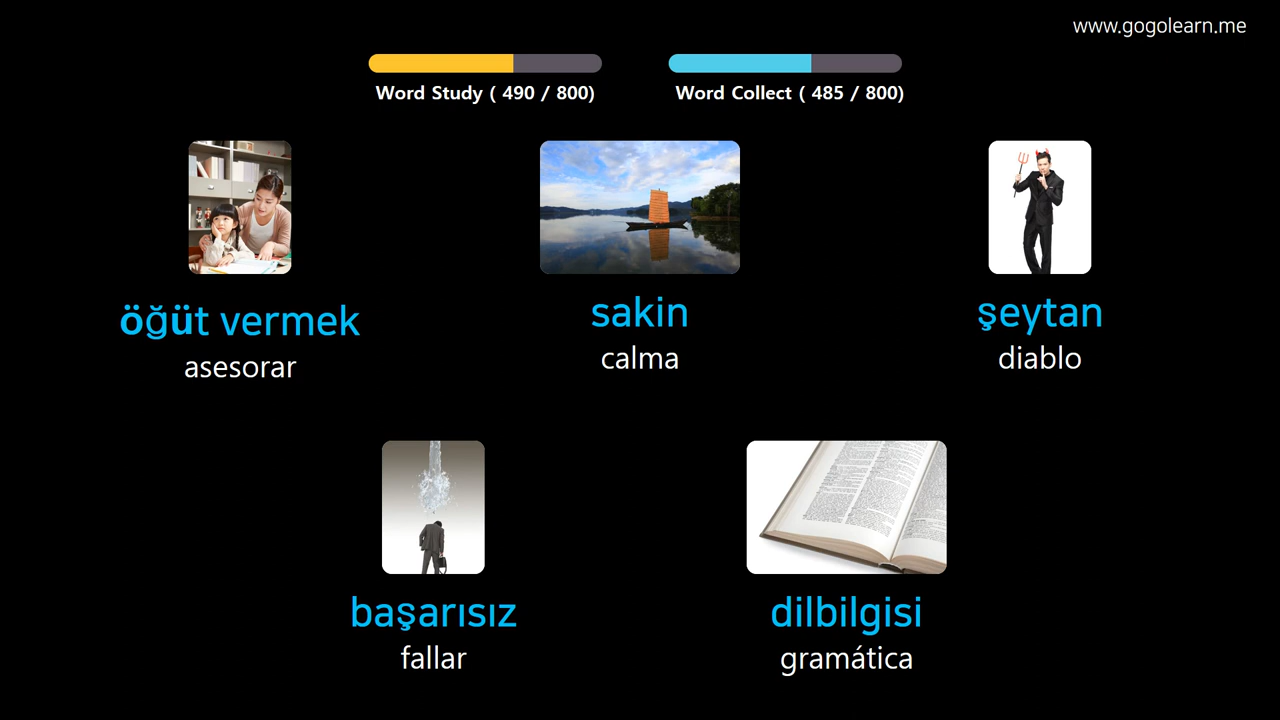 www.gogolearn.me
Word Study ( 490 / 800)
Word Collect ( 485 / 800)
öğüt vermek
asesorar
sakin
calma
şeytan
diablo
başarısız
fallar
dilbilgisi
gramática